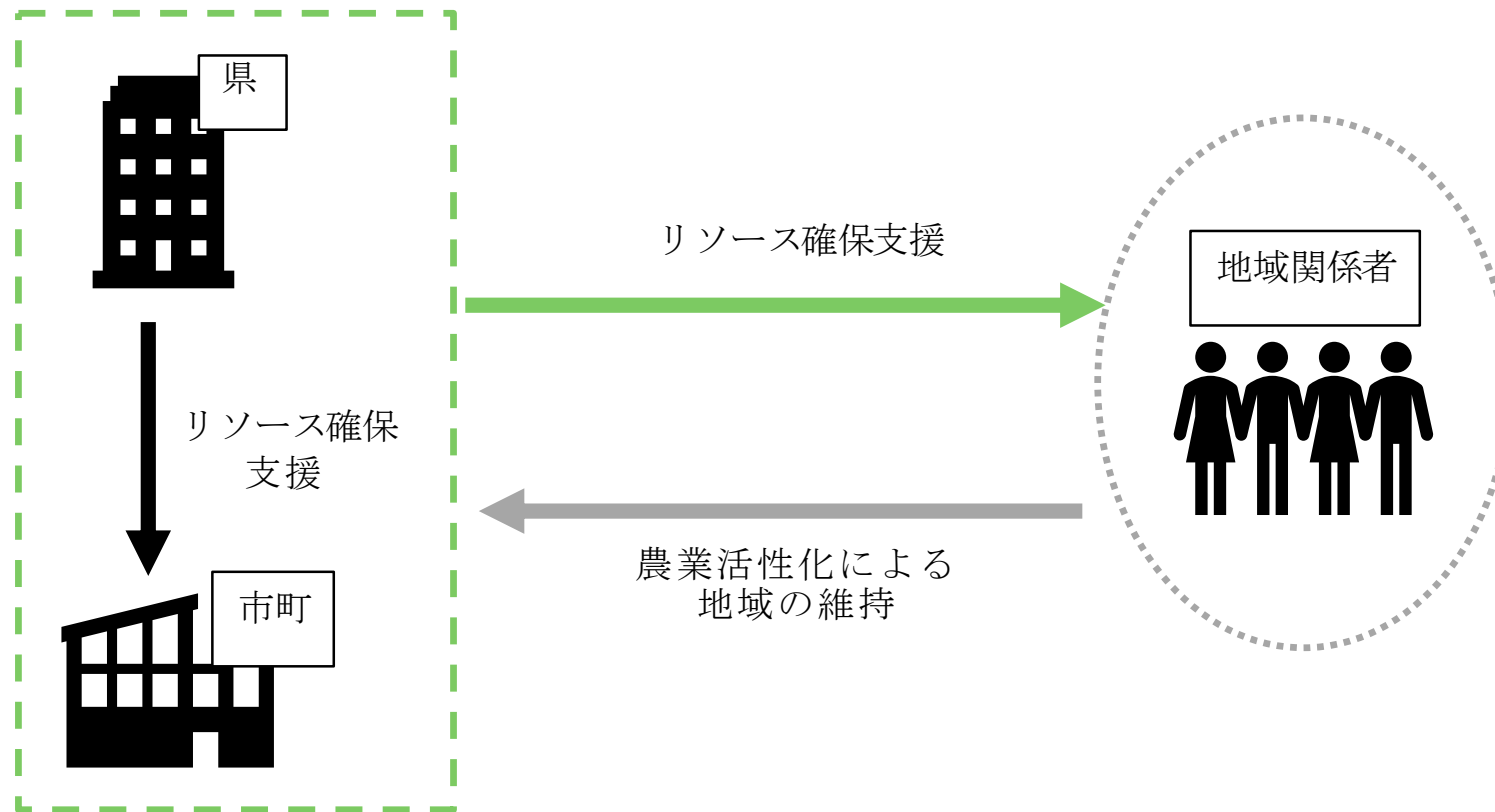 県
リソース確保支援
地域関係者
リソース確保
支援
農業活性化による
地域の維持
市町